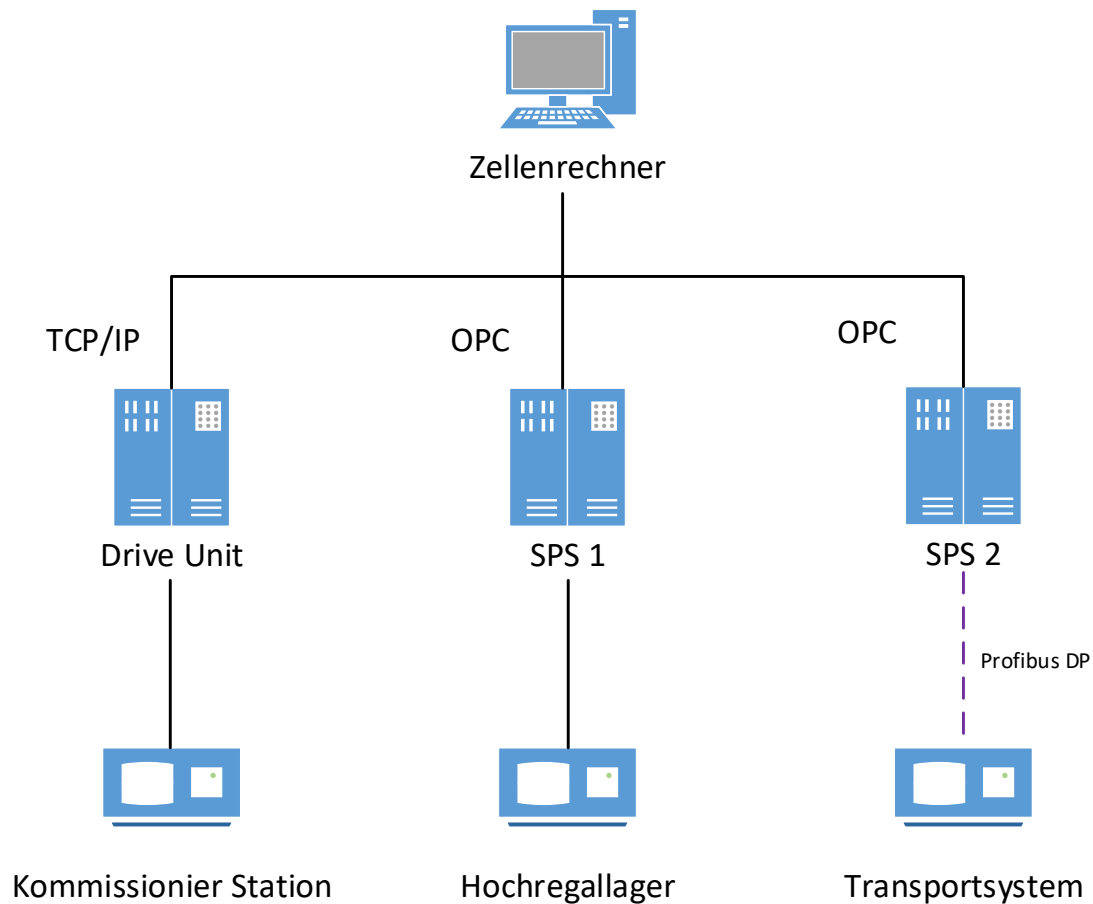 Zellenrechner
TCP/IP
OPC
OPC
Drive Unit
SPS 1
SPS 2
Profibus DP
Kommissionier Station
Hochregallager
Transportsystem